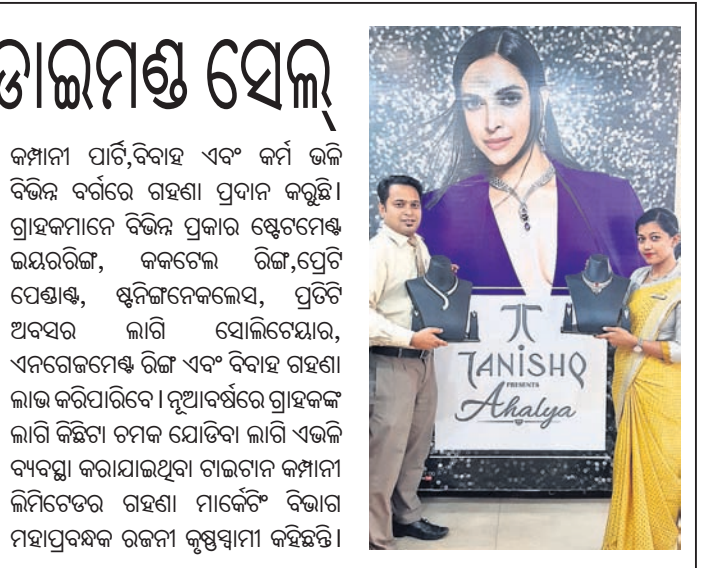 ଡାଇମଣ୍ଡ ସେଲ୍
କମ୍ପାନୀ ପାର୍ଟି,ବିବାହ ଏବଂ କର୍ମ ଭଳି
ବିଭିନ୍ନ ବର୍ଗରେ ଗହଣା ପ୍ରଦାନ କରୁଛି।
ଗ୍ରାହକମାନେ ବିଭିନ୍ନ ପ୍ରକାର ଷ୍ଟେଟମେଣ୍ଟ
ଇୟରରିଙ୍ଗ, କକଟେଲ ରିଙ୍ଗ,ପ୍ରେଟି
ପେଣ୍ଡାଣ୍ଟ, ଷ୍ଟନିଙ୍ଗନେକଲେସ, ପ୍ରତିଟି
ଅବସର ଲାଗି ସୋଲିଟେୟାର,
ଏନଗେଜମେଣ୍ଟ ରିଙ୍ଗ ଏବଂ ବିବାହ ଗହଣା
ଲାଭ କରିପାରିବେ । ନୂଆବର୍ଷରେ ଗ୍ରାହକଙ୍କ
ଲାଗି କିଛିଟା ଚମକ ଯୋଡିବା ଲାଗି ଏଭଳି
ବ୍ୟବସ୍ଥା କରାଯାଇଥିବା ଟାଇଟାନ କମ୍ପାନୀ
ଲିମିଟେଡର ଗହଣା ମାର୍କେଟିଂ ବିଭାଗ
ମହାପ୍ରବନ୍ଧକ ରଜନୀ କୃଷ୍ଣସ୍ୱାମୀ କହିଛନ୍ତି।
TANISHQ
PRESENTS
Ahalya